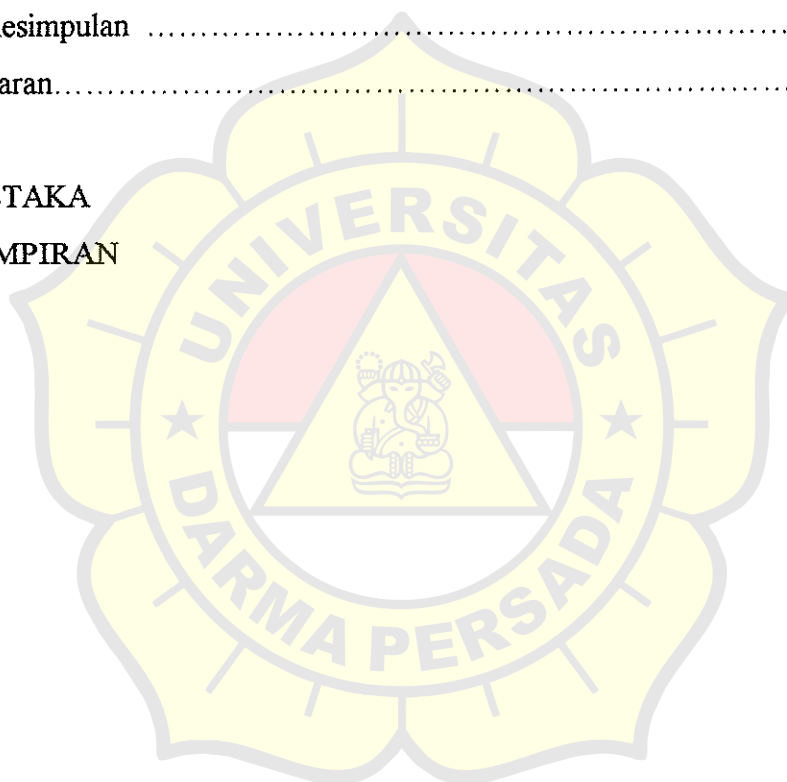 esimpulan ………………………………………………………………
aran………………………………………………………………………
TAKA
MPIRAN
UNIVERSITAS
DARMA PERSADA